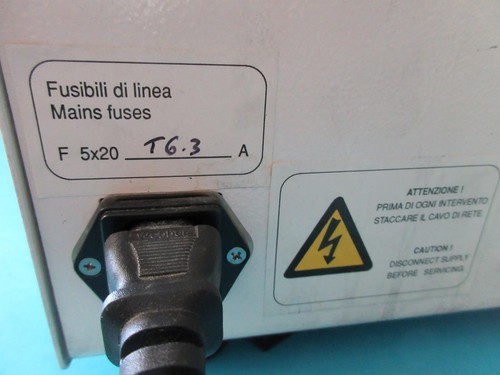 Fusibili di linea
Mains fuses
F 5x20 T6.3 A
ATTENZIONE !
PRIMA DI OGNI INTERVENTO
STACCARE IL CAVO DI RETE
CAUTION !
DISCONNECT SUPPLY
BEFORE SERVICING.